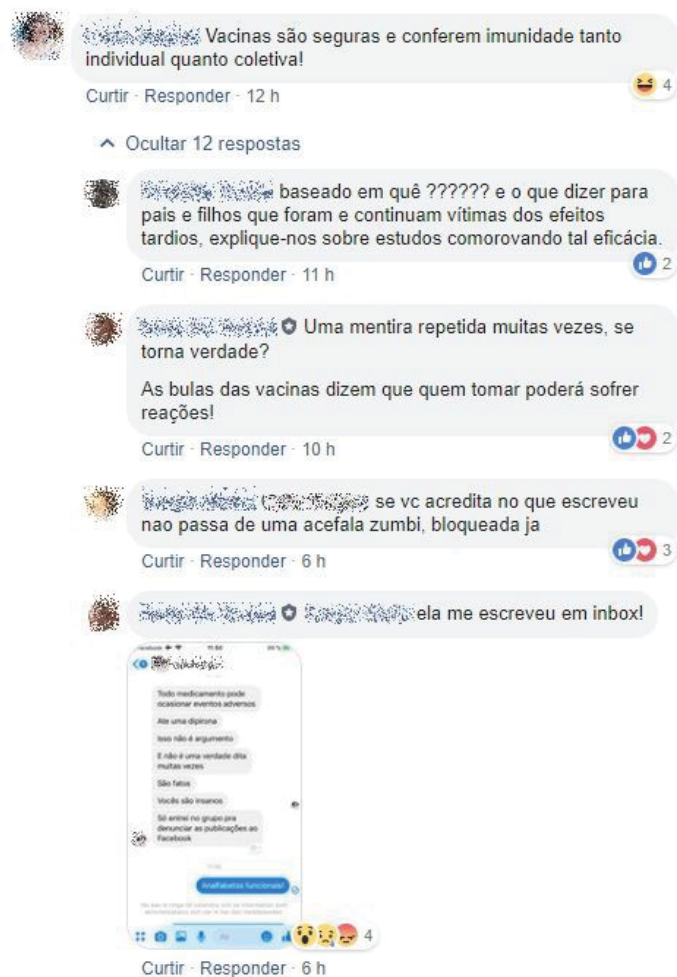 Vacinas são seguras e conferem imunidade tanto
individual quanto coletiva!
4
Curtir · Responder · 12 h
Ocultar 12 respostas
baseado em quê ?????? e o que dizer para
pais e filhos que foram e continuam vítimas dos efeitos
tardios, explique-nos sobre estudos comorovando tal eficácia.
2
Curtir · Responder · 11 h
Uma mentira repetida muitas vezes, se
torna verdade?
As bulas das vacinas dizem que quem tomar poderá sofrer
reações!
2
Curtir · Responder · 10 h
se vc acredita no que escreveu
nao passa de uma acefala zumbi, bloqueada ja
3
Curtir · Responder · 6 h
ela me escreveu em inbox!
Todo medicamento pode
ocasionar eventos adversos
Ate uma dipirona
Isso não é argumento
E não é uma verdade dita
muitas vezes
São fatos
Vocês são insanos
Só entrei no grupo pra
denunciar as publicações ao
Facebook
Analfabetos funcionais!
4
Curtir · Responder · 6 h